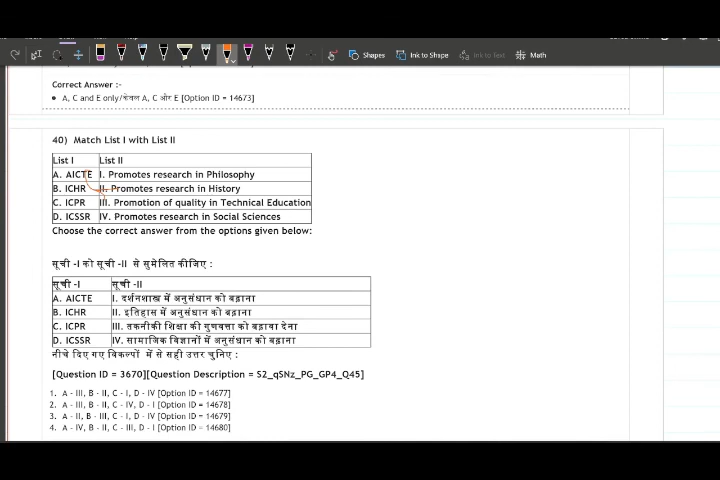 Shapes Ink to Shape Ink to Text Math
Correct Answer :-
A, C and E only/केवल A, C और E [Option ID = 14673]
40) Match List I with List II
List I List II
A. AICTE I. Promotes research in Philosophy
B. ICHR II. Promotes research in History
C. ICPR III. Promotion of quality in Technical Education
D. ICSSR IV. Promotes research in Social Sciences
Choose the correct answer from the options given below:
सूची -I को सूची -II से सुमेलित कीजिए :
सूची -I सूची -II
A. AICTE I. दर्शनशास्त्र में अनुसंधान को बढ़ाना
B. ICHR II. इतिहास में अनुसंधान को बढ़ाना
C. ICPR III. तकनीकी शिक्षा की गुणवत्ता को बढ़ावा देना
D. ICSSR IV. सामाजिक विज्ञानों में अनुसंधान को बढ़ाना
नीचे दिए गए विकल्पों में से सही उत्तर चुनिए :
[Question ID = 3670][Question Description = S2_qSNz_PG_GP4_Q45]
1. A - III, B - II, C - I, D - IV [Option ID = 14677]
2. A - III, B - II, C - IV, D - I [Option ID = 14678]
3. A - II, B - III, C - I, D - IV [Option ID = 14679]
4. A - IV, B - II, C - III, D - I [Option ID = 14680]